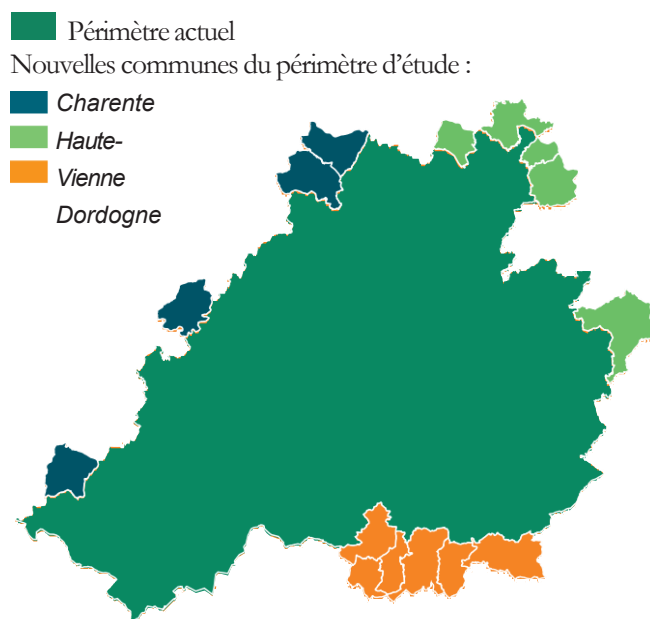 Périmètre actuel
Nouvelles communes du périmètre d’étude :
Charente
Haute-
Vienne
Dordogne